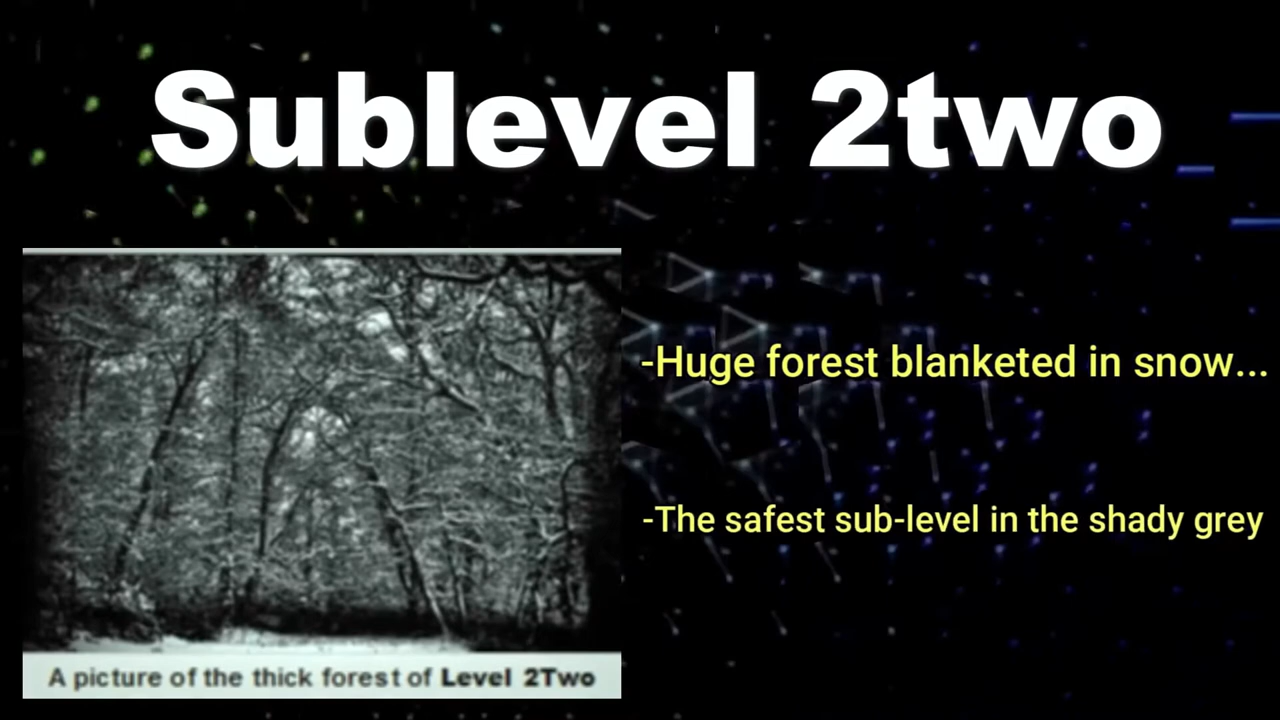 Sublevel 2two
-Huge forest blanketed in snow...
-The safest sub-level in the shady grey
A picture of the thick forest of Level 2Two